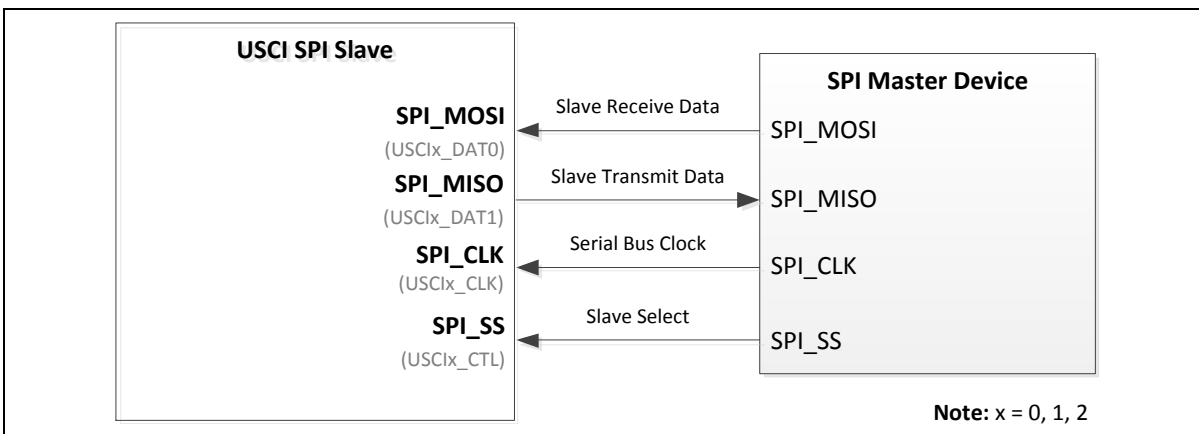 USCI SPI Slave
SPI_MOSI
(USCIx_DAT0)
SPI_MISO
(USCIx_DAT1)
SPI_CLK
(USCIx_CLK)
SPI_SS
(USCIx_CTL)
Slave Receive Data
Slave Transmit Data
Serial Bus Clock
Slave Select
SPI Master Device
SPI_MOSI
SPI_MISO
SPI_CLK
SPI_SS
Note: x = 0, 1, 2